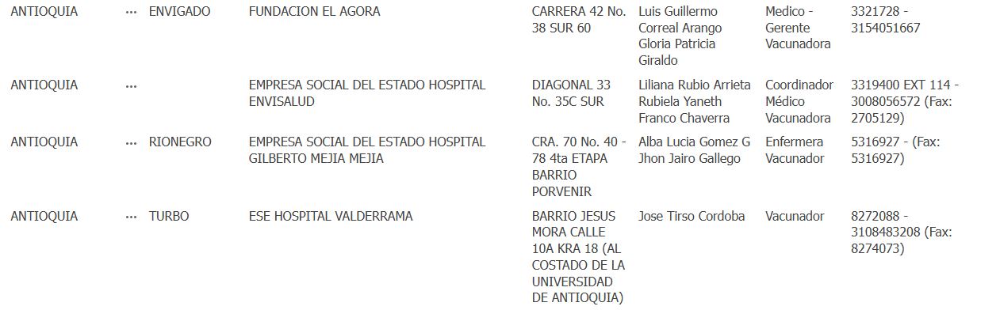 ANTIOQUIA ... ENVIGADO FUNDACION EL AGORA CARRERA 42 No. Luis Guillermo Medico - 3321728 -
38 SUR 60 Correal Arango Gerente 3154051667
Gloria Patricia Vacunadora
Giraldo
ANTIOQUIA ... EMPRESA SOCIAL DEL ESTADO HOSPITAL DIAGONAL 33 Liliana Rubio Arrieta Coordinador 3319400 EXT 114 -
ENVISALUD No. 35C SUR Rubiela Yaneth Médico 3008056572 (Fax:
Franco Chaverra Vacunadora 2705129)
ANTIOQUIA ... RIONEGRO EMPRESA SOCIAL DEL ESTADO HOSPITAL CRA. 70 No. 40 - Alba Lucia Gomez G Enfermera 5316927 - (Fax:
GILBERTO MEJIA MEJIA 78 4ta ETAPA Jhon Jairo Gallego Vacunador 5316927)
BARRIO
PORVENIR
ANTIOQUIA ... TURBO ESE HOSPITAL VALDERRAMA BARRIO JESUS Jose Tirso Cordoba Vacunador 8272088 -
MORA CALLE 3108483208 (Fax:
10A KRA 18 (AL 8274073)
COSTADO DE LA
UNIVERSIDAD
DE ANTIOQUIA)